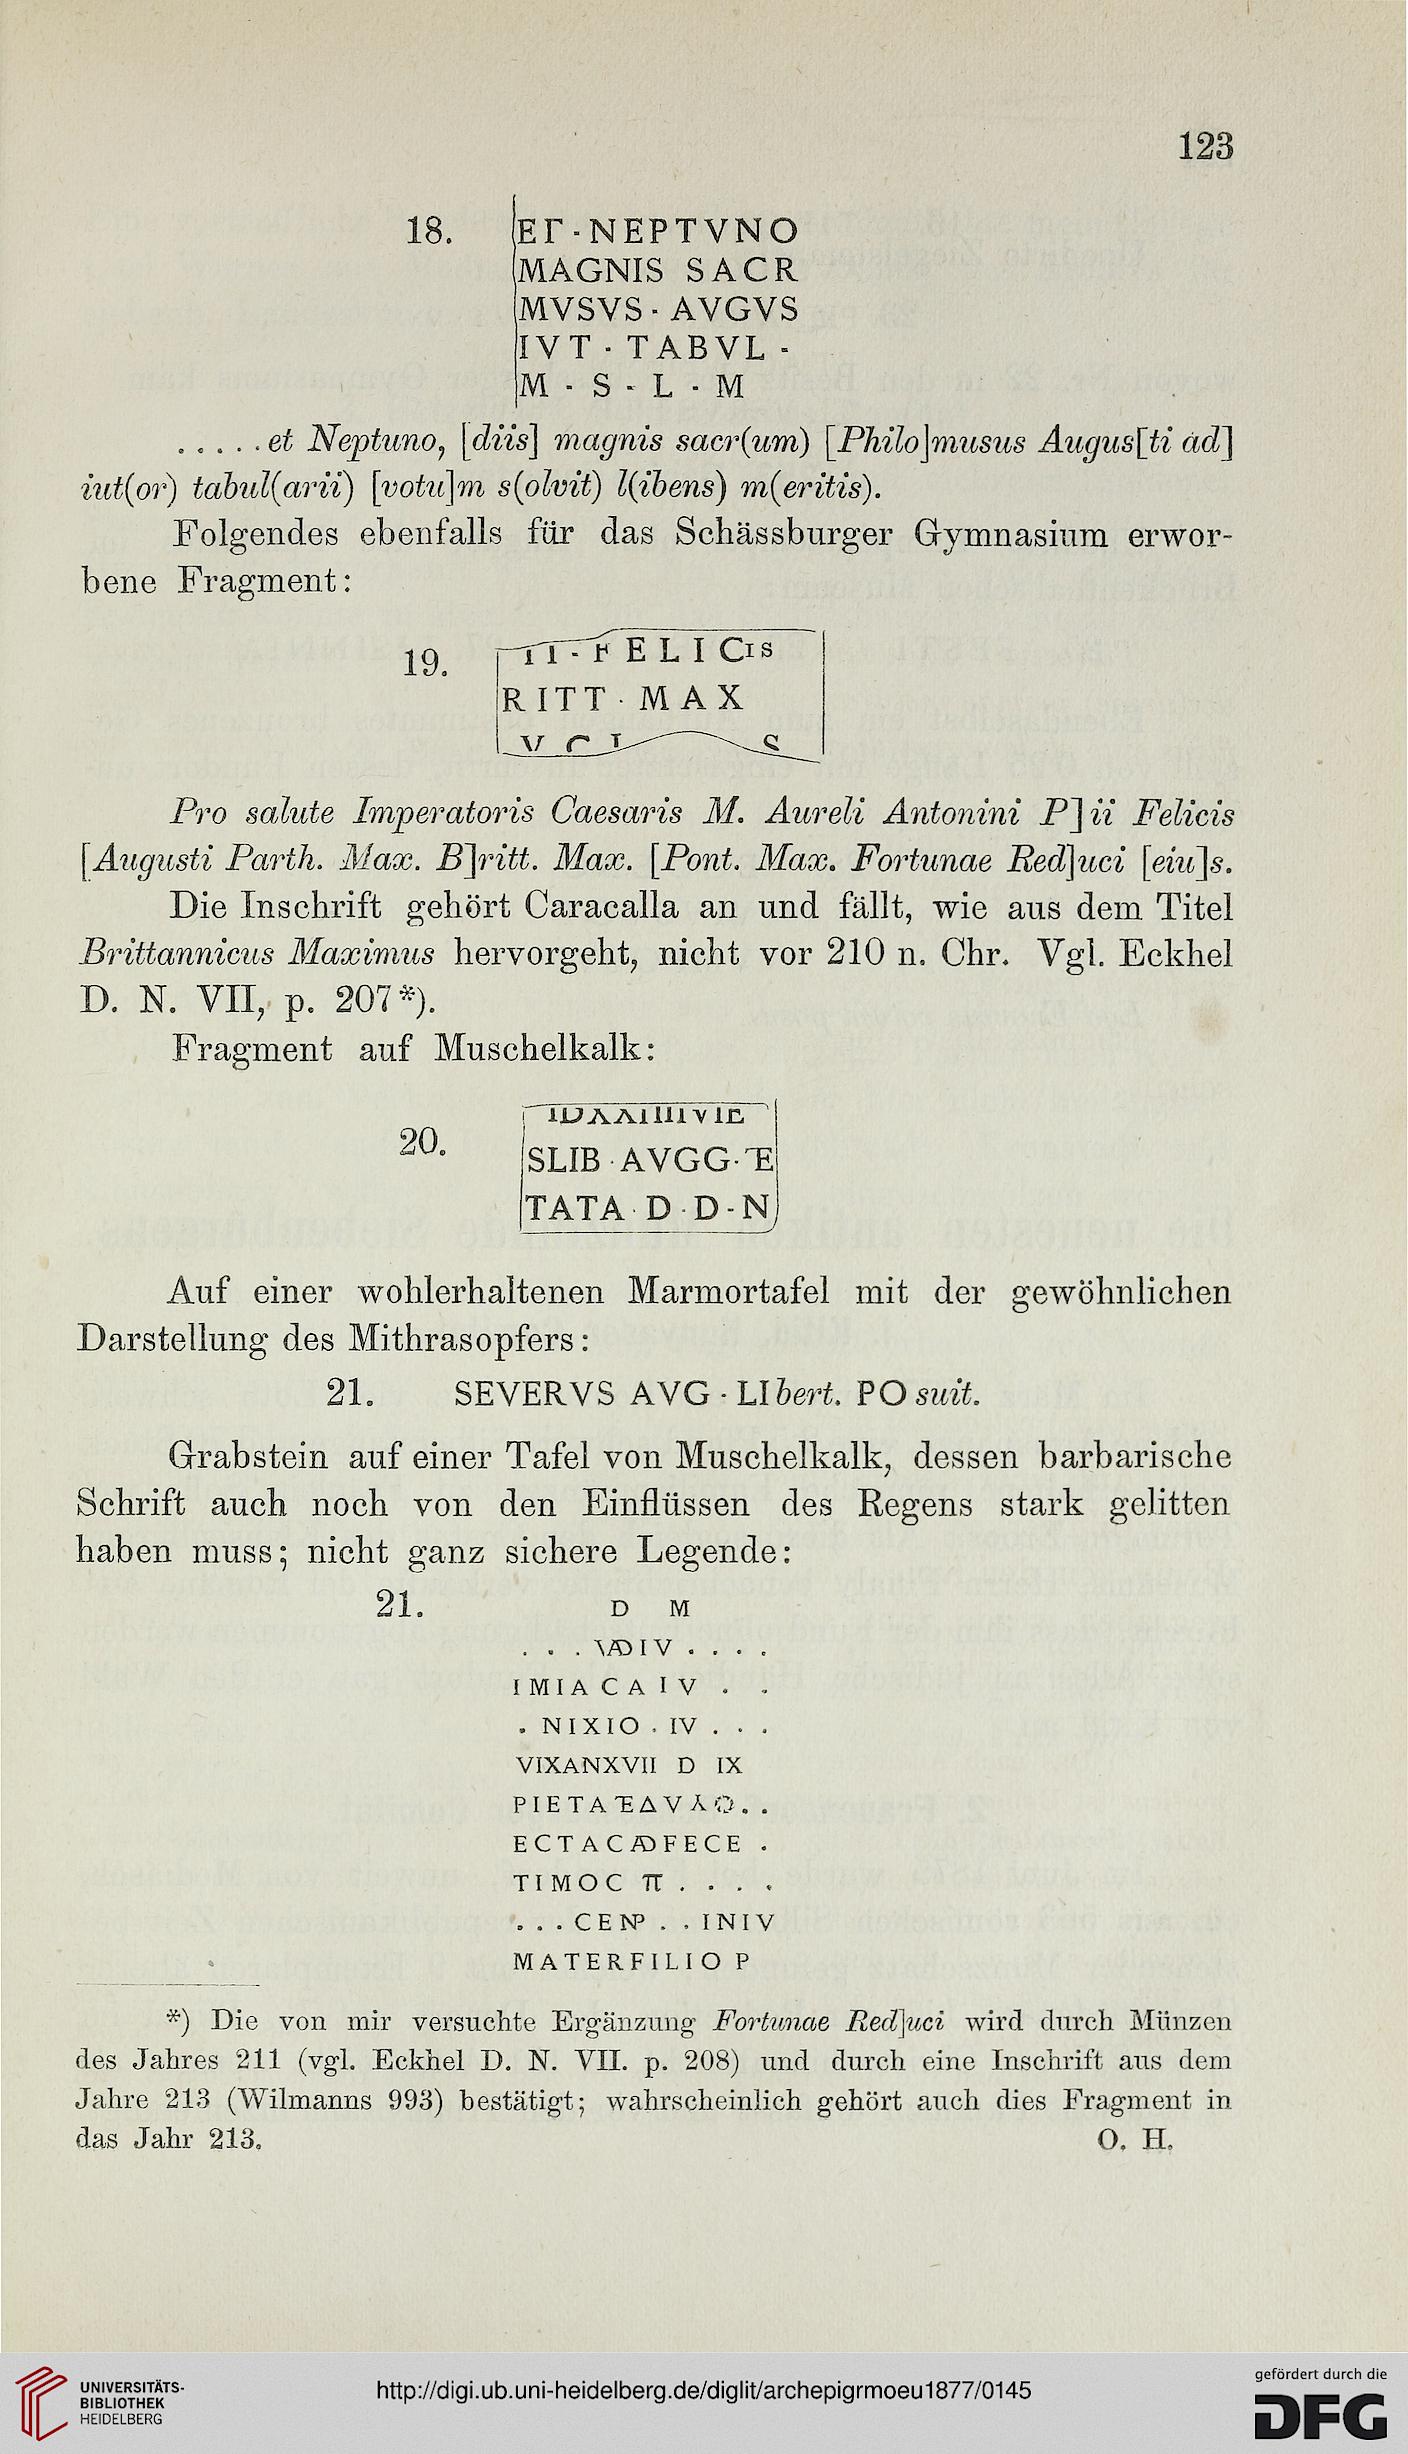 123
18. EΓ-NEPTVNO
MAGNIS SACR
MVSVS - AVGVS
IVT - TABVL -
M - S - L - M
. . . . . et Neptuno, [diis] magnis sacr(um) [Philo]musus Augus[ti ad]
iut(or) tabul(arii) [votu]m s(olvit) l(ibens) m(eritis).
Folgendes ebenfalls für das Schässburger Gymnasium erwor-
bene Fragment:
19. II-FELICIS
RITT · MAX
V C I S
Pro salute Imperatoris Caesaris M. Aureli Antonini P]ii Felicis
[Augusti Parth. Max. B]ritt. Max. [Pont. Max. Fortunae Red]uci [eiu]s.
Die Inschrift gehört Caracalla an und fällt, wie aus dem Titel
Brittannicus Maximus hervorgeht, nicht vor 210 n. Chr. Vgl. Eckhel
D. N. VII, p. 207*).
Fragment auf Muschelkalk:
20.
SLIB · AVGG · TE
TATA · D · D - N
Auf einer wohlerhaltenen Marmortafel mit der gewöhnlichen
Darstellung des Mithrasopfers:
21. SEVERVS AVG - LIbert. POsuit.
Grabstein auf einer Tafel von Muschelkalk, dessen barbarische
Schrift auch noch von den Einflüssen des Regens stark gelitten
haben muss; nicht ganz sichere Legende:
21. D M
IMIACAIV . .
. NIXIO . IV . . .
VIXANXVII D IX
TIMOC . . . .
. . . CENP . . INIV
MATERFILIO P
*) Die von mir versuchte Ergänzung Fortunae Red]uci wird durch Münzen
des Jahres 211 (vgl. Eckhel D. N. VII. p. 208) und durch eine Inschrift aus dem
Jahre 213 (Wilmanns 993) bestätigt; wahrscheinlich gehört auch dies Fragment in
das Jahr 213. O. H.
UNIVERSITÄTS-
BIBLIOTHEK
HEIDELBERG
http://digi.ub.uni-heidelberg.de/diglit/archepigrmoeu1877/0145
gefördert durch die
DFG